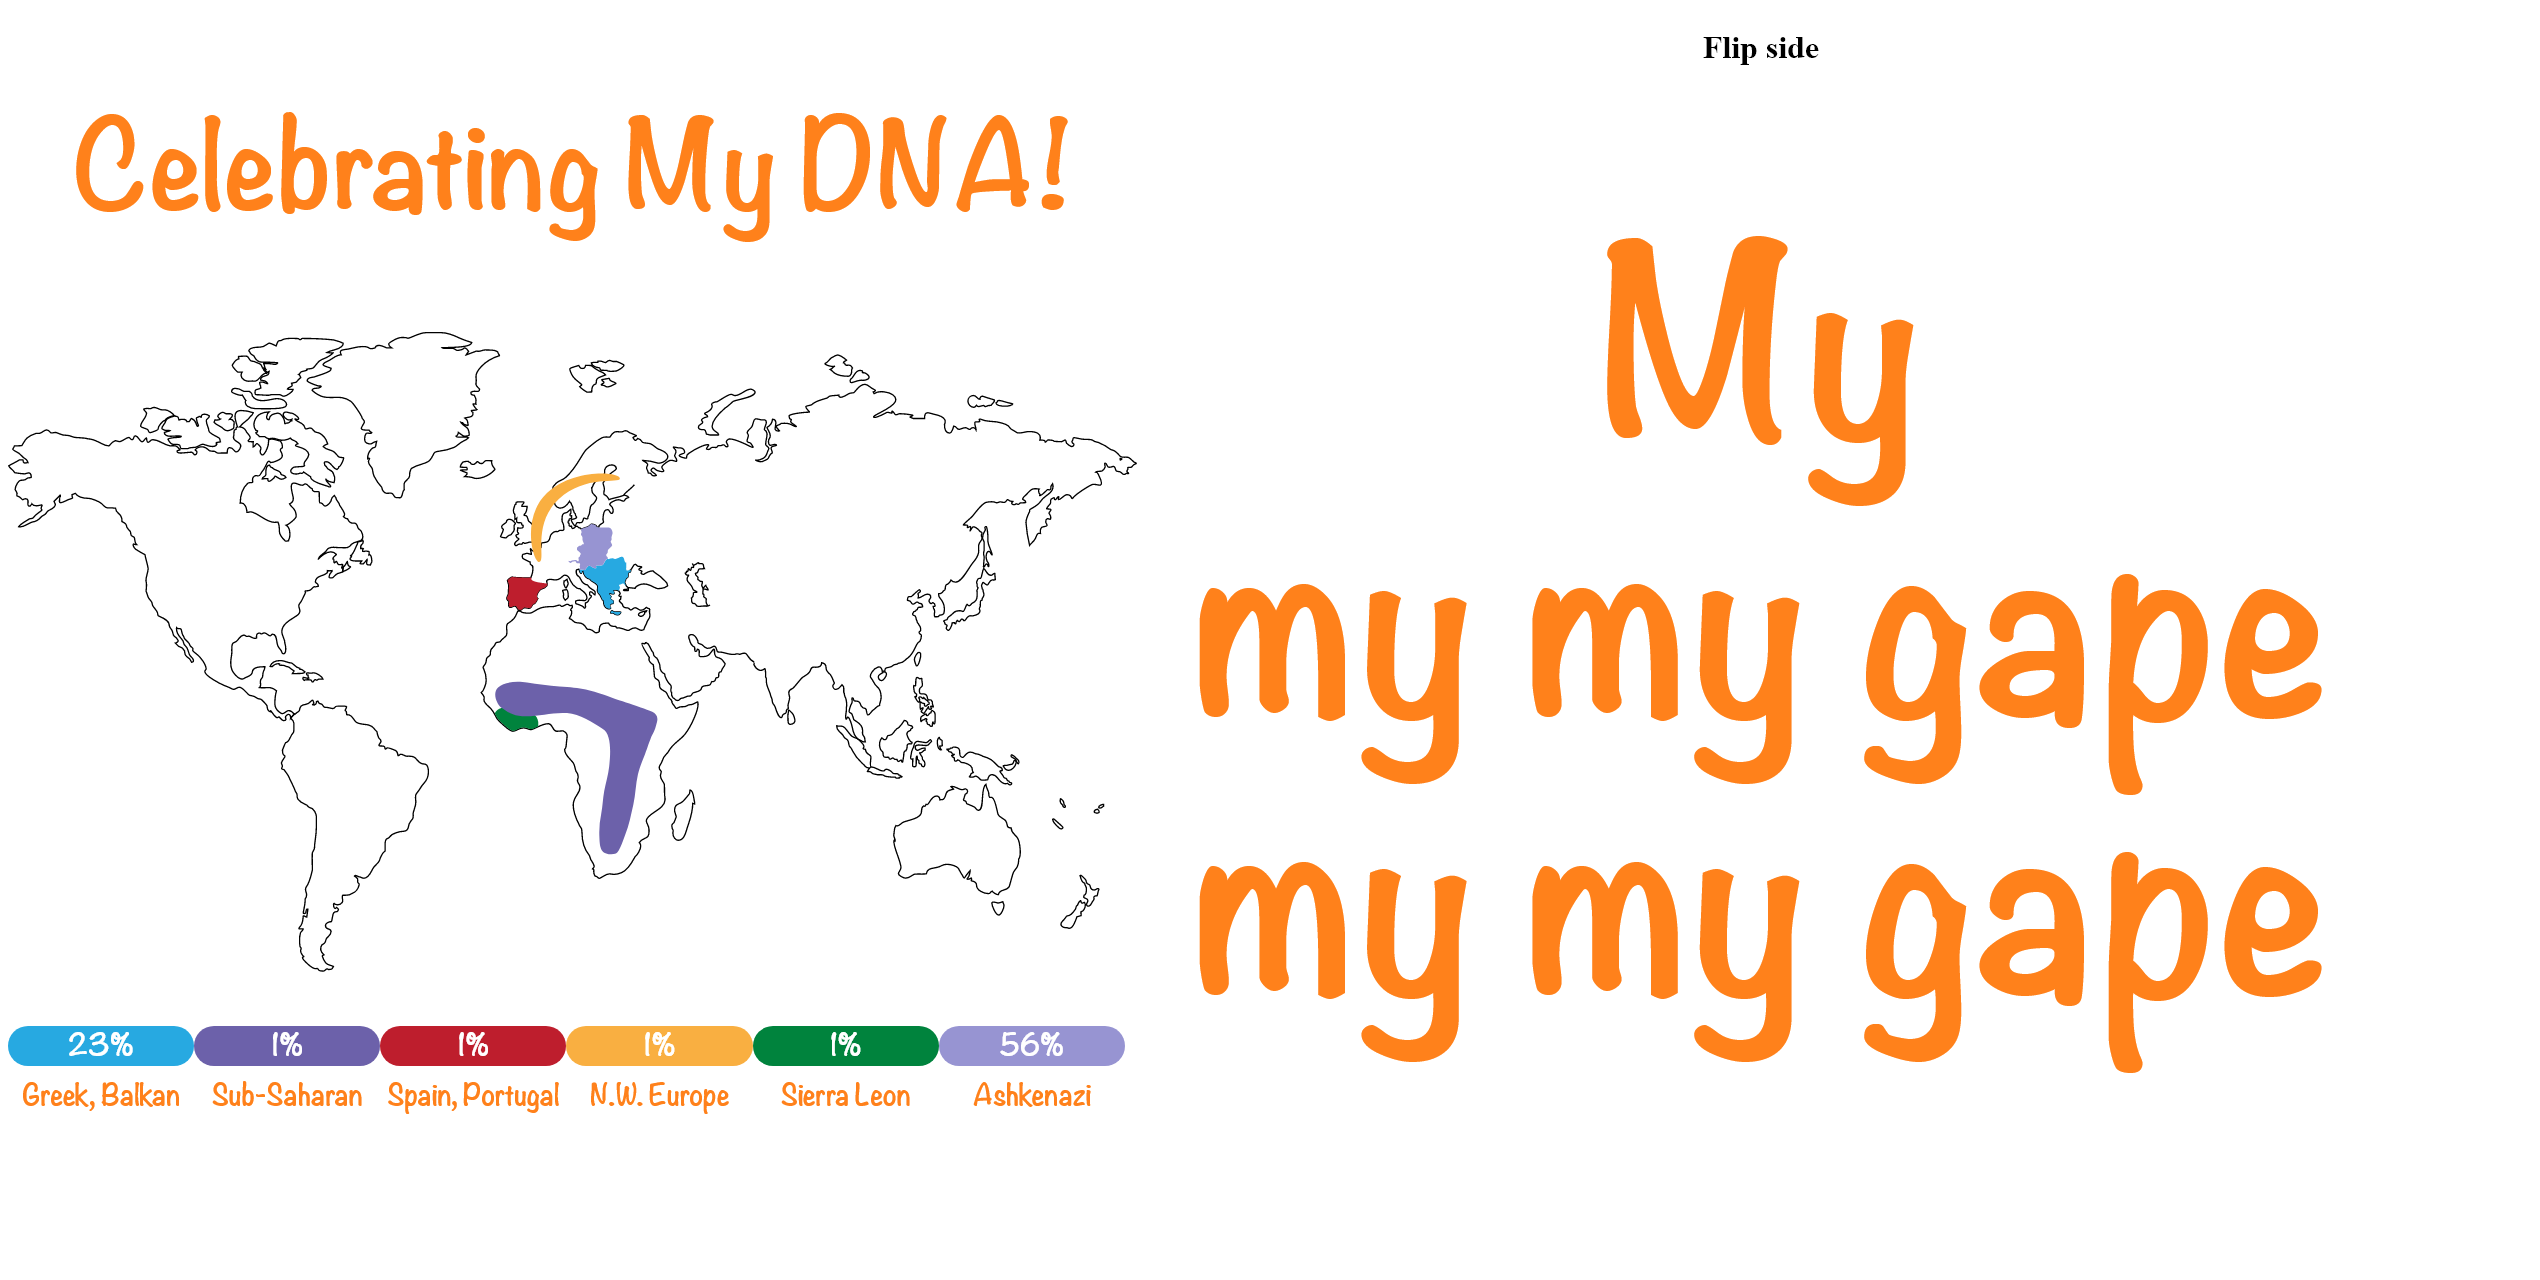 Flip side
Celebrating My DNA!
My
my my gape
my my gape
23% 1% 1% 1% 1% 56%
Greek, Balkan Sub-Saharan Spain, Portugal N.W. Europe Sierra Leon Ashkenazi